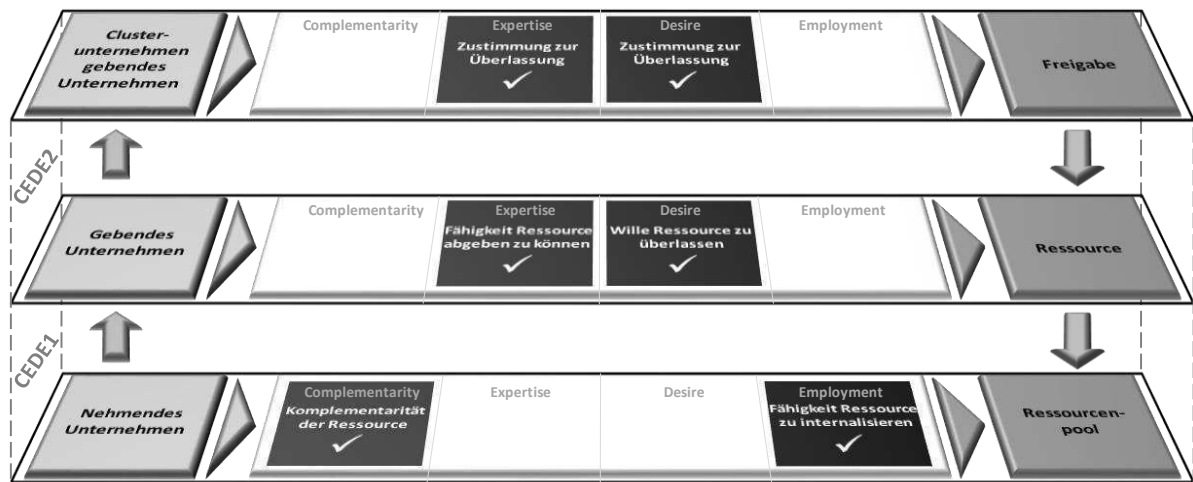 Complementarity
Expertise
Desire
Employment
Cluster-
unternehmen
gebendes
Unternehmen
Zustimmung zur
Überlassung
Zustimmung zur
Überlassung
Freigabe
CEDE2
Complementarity
Expertise
Desire
Employment
Gebendes
Unternehmen
Fähigkeit Ressource
abgeben zu können
Wille Ressource zu
überlassen
Ressource
CEDE1
Complementarity
Expertise
Desire
Employment
Nehmendes
Unternehmen
Komplementarität
der Ressource
Fähigkeit Ressource
zu internalisieren
Ressourcen-
pool